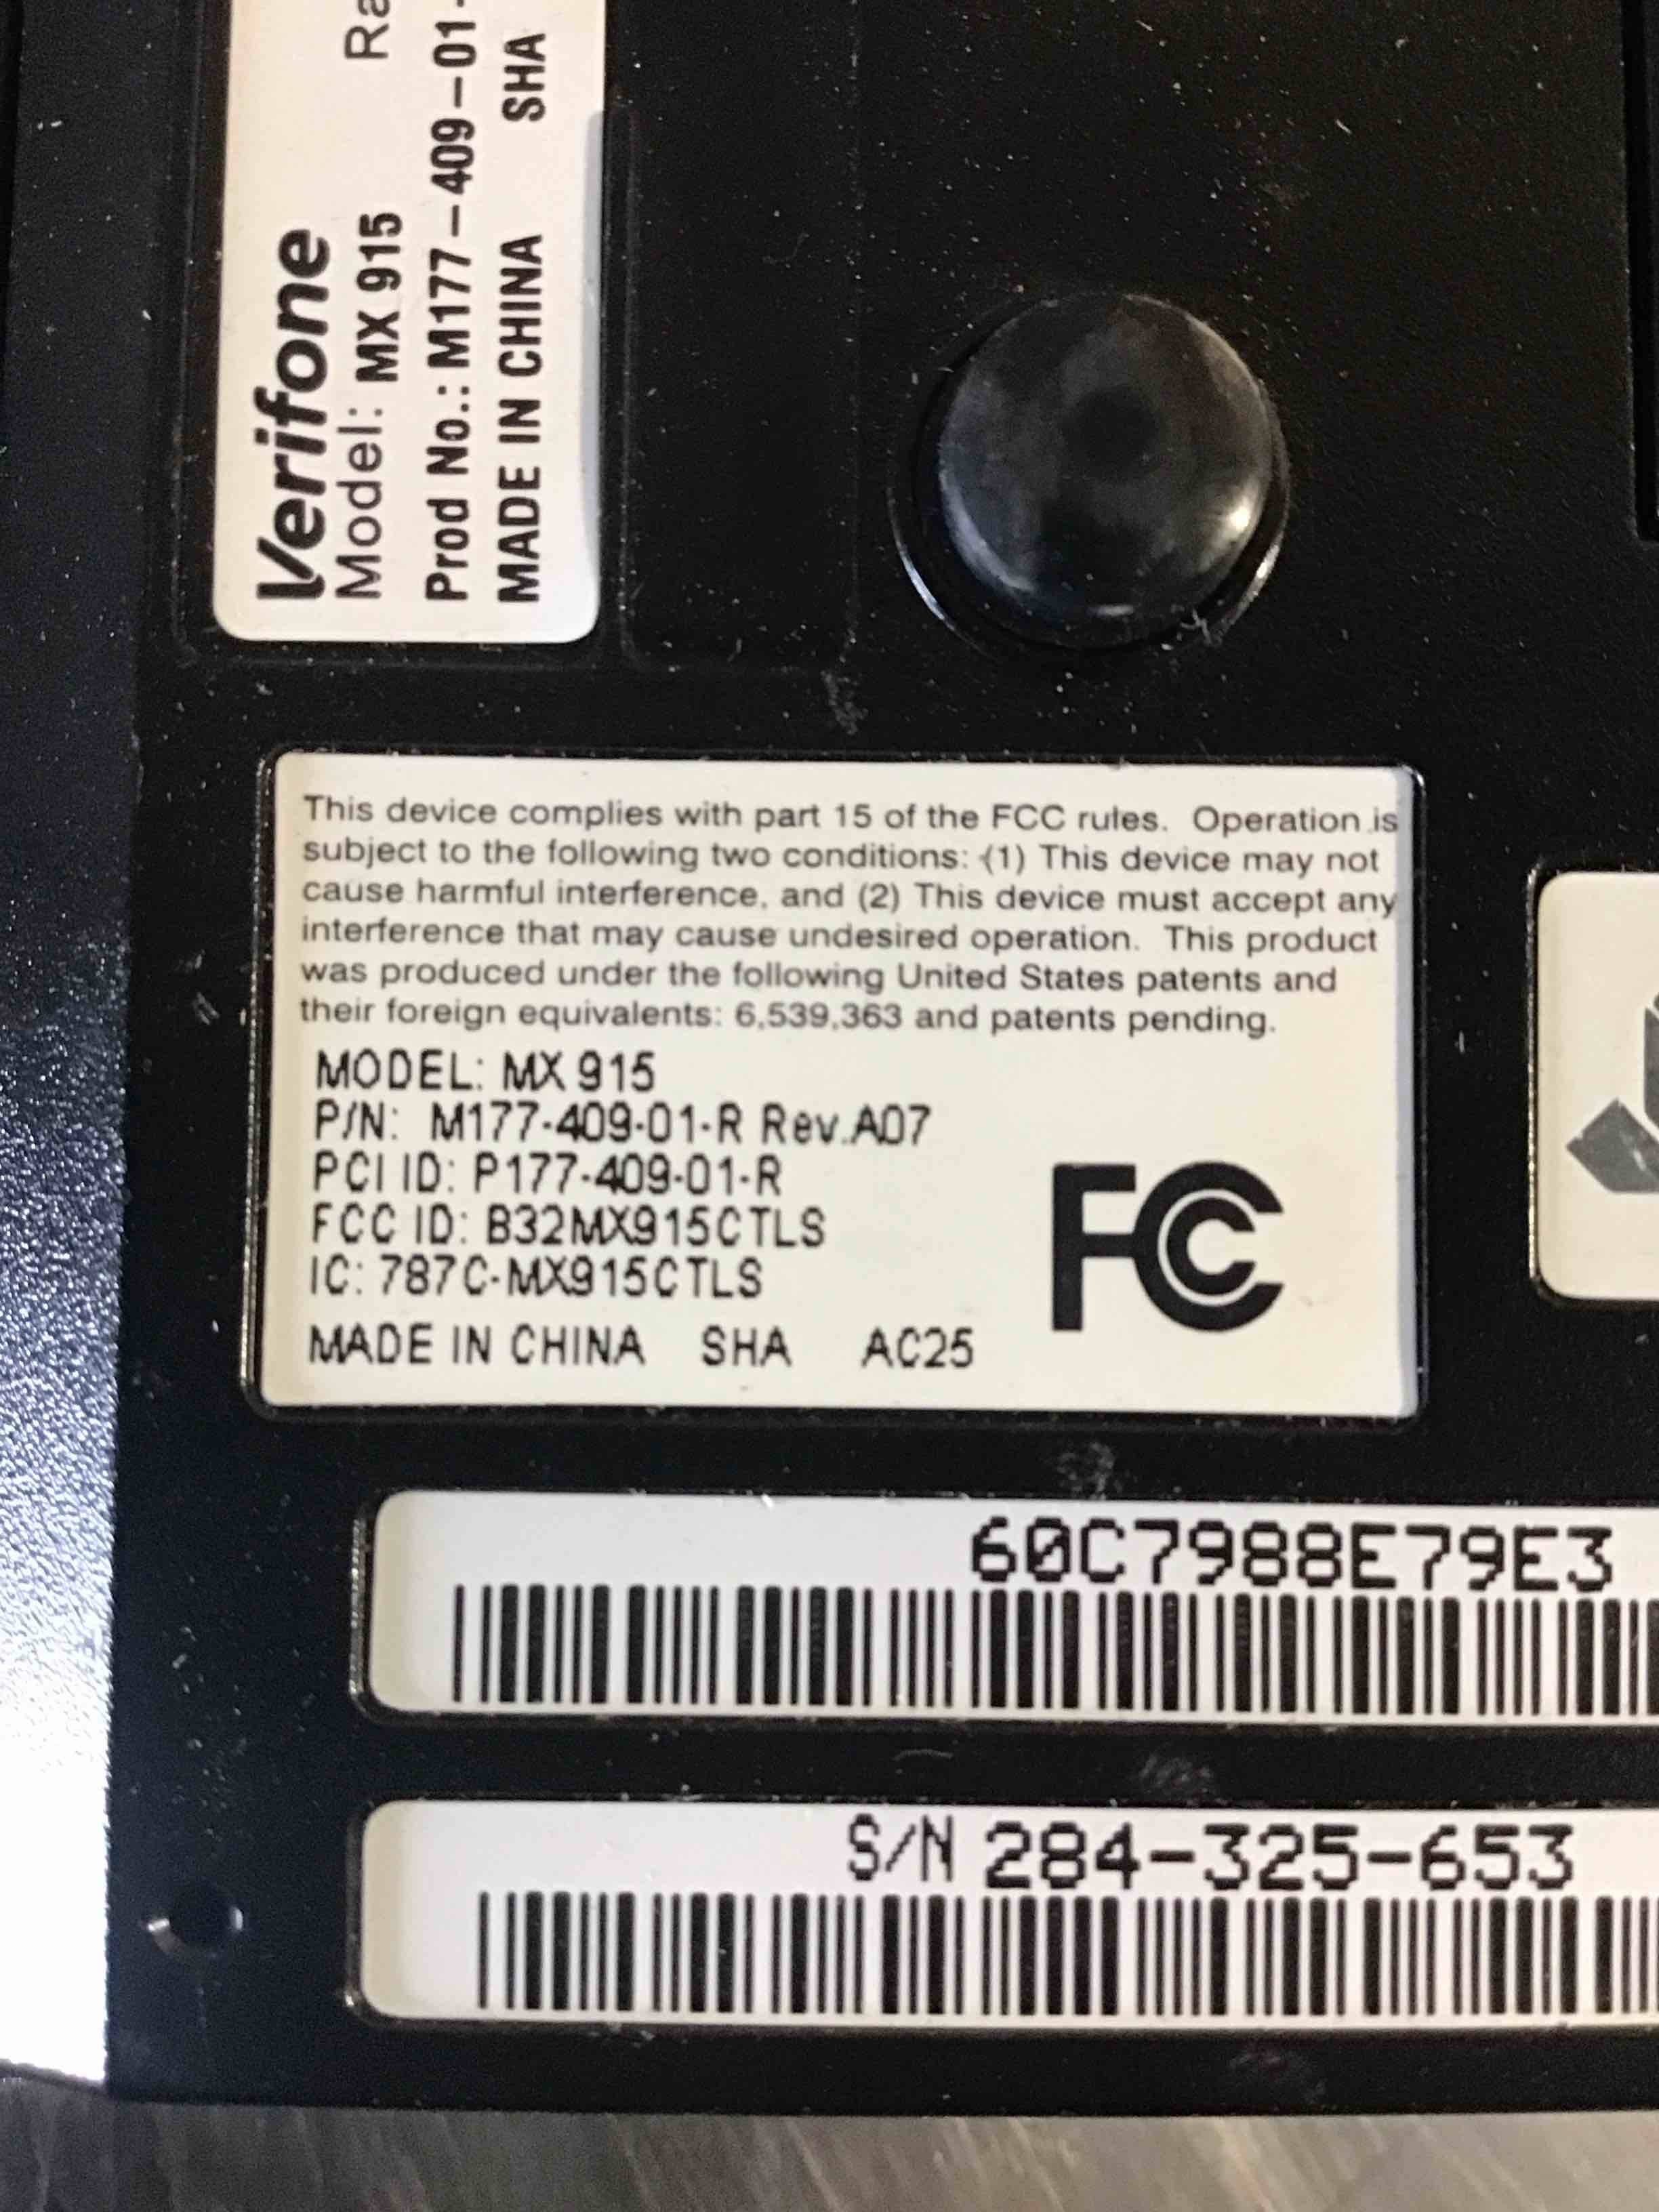 Verifone
Model: MX 915
Prod No.: M177-409-01-
MADE IN CHINA SHA
This device complies with part 15 of the FCC rules. Operation is
subject to the following two conditions: (1) This device may not
cause harmful interference, and (2) This device must accept any
interference that may cause undesired operation. This product
was produced under the following United States patents and
their foreign equivalents: 6,539,363 and patents pending.
MODEL: MX 915
P/N: M177-409-01-R Rev.A07
PCI ID: P177-409-01-R
FCC ID: B32MX915CTLS
IC: 787C-MX915CTLS
MADE IN CHINA SHA AC25
FC
60C7988E79E3
S/N 284-325-653